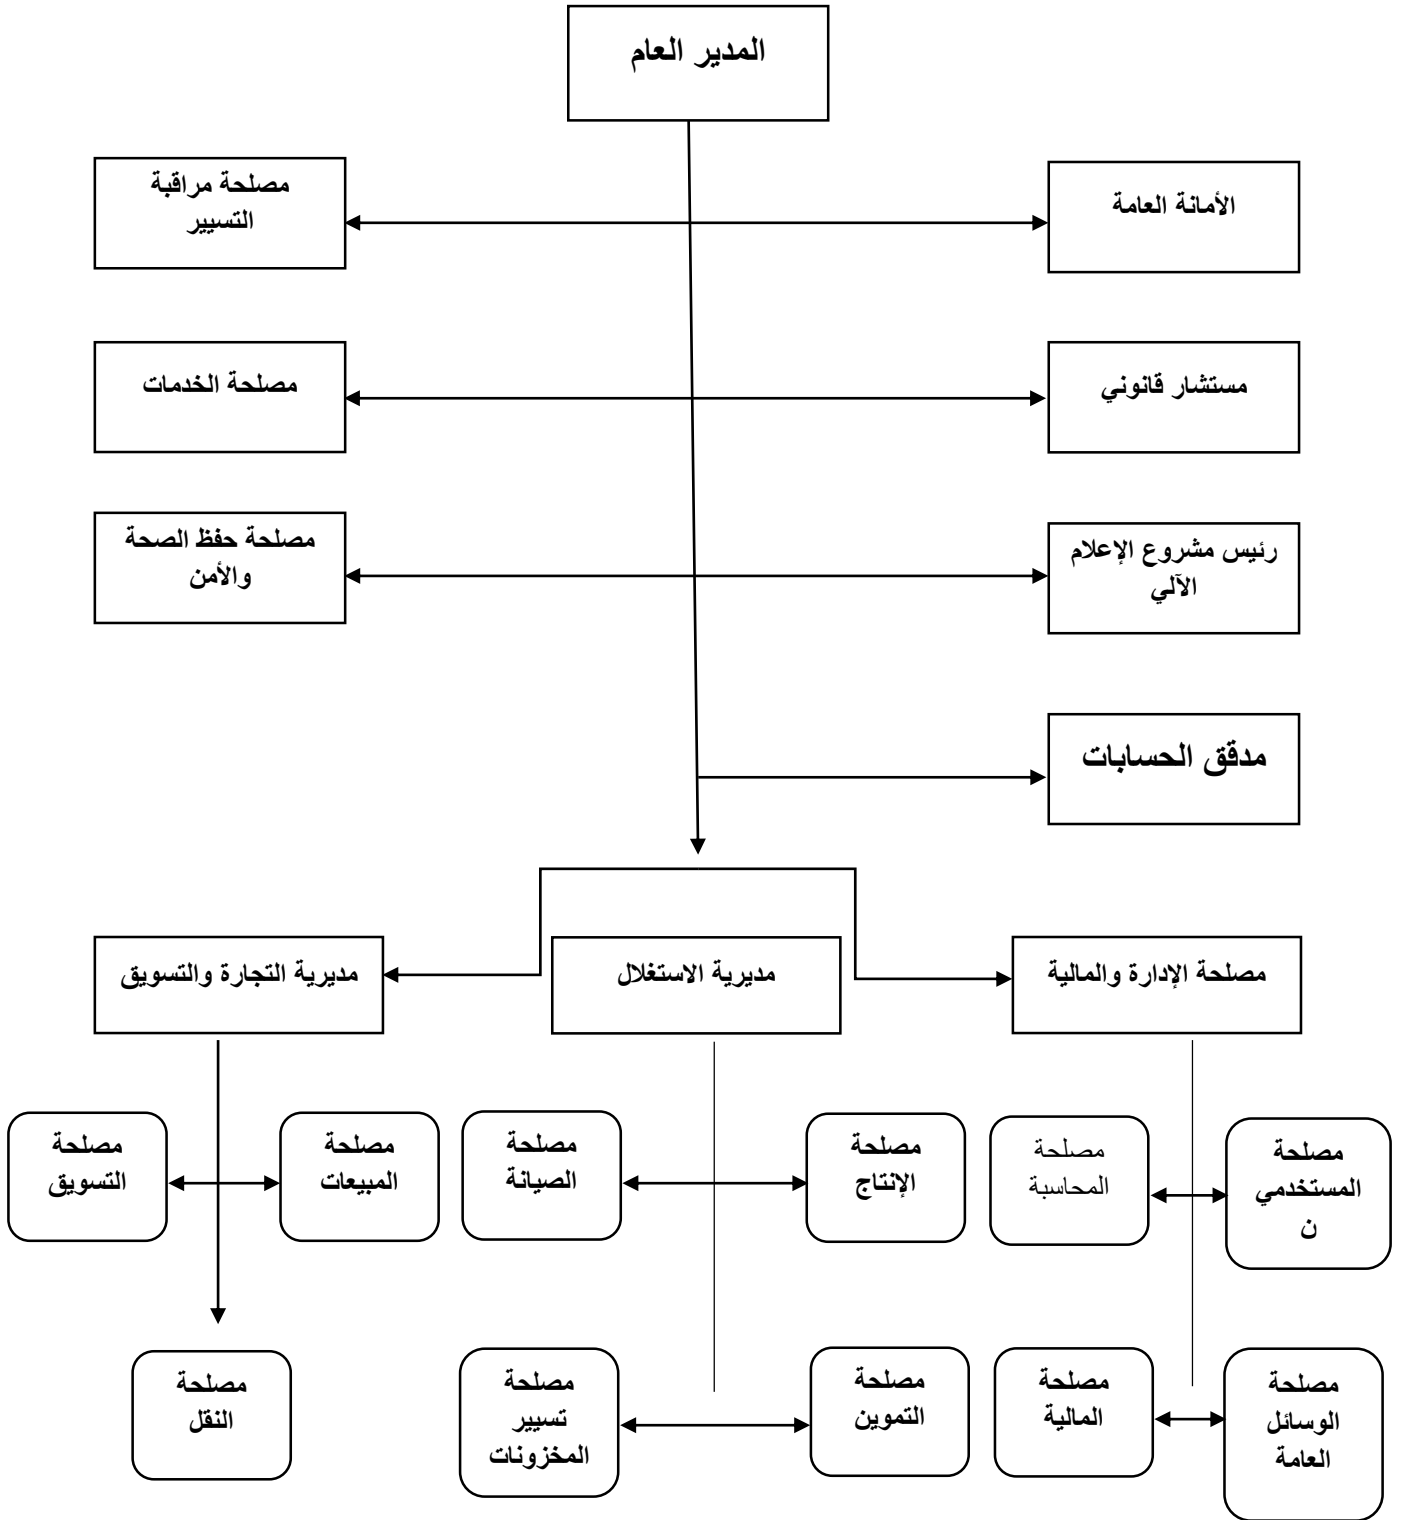 المدير العام
الأمانة العامة
مصلحة مراقبة
التسيير
مستشار قانوني
مصلحة الخدمات
رئيس مشروع الإعلام
الآلي
مصلحة حفظ الصحة
والأمن
مدقق الحسابات
مصلحة الإدارة والمالية
مديرية الاستغلال
مديرية التجارة والتسويق
مصلحة
المستخدمي
ن
مصلحة
المحاسبة
مصلحة
الإنتاج
مصلحة
الصيانة
مصلحة
المبيعات
مصلحة
التسويق
مصلحة
الوسائل
العامة
مصلحة
المالية
مصلحة
التموين
مصلحة
تسيير
المخزونات
مصلحة
النقل